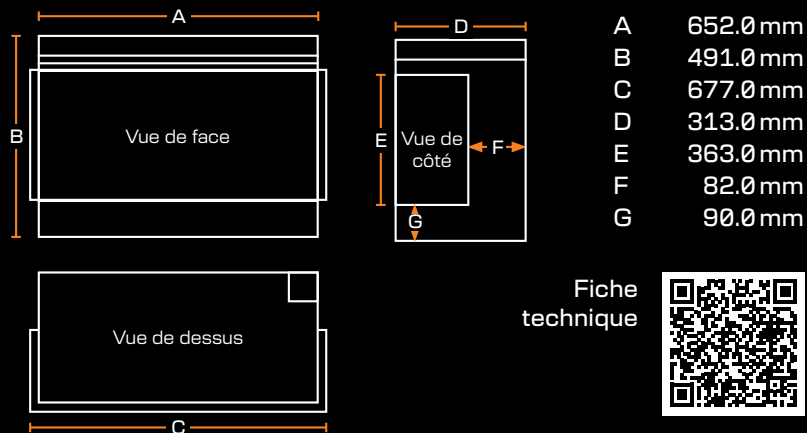 A
B
Vue de face
D
E
Vue de
côté
F
G
A 652.0 mm
B 491.0 mm
C 677.0 mm
D 313.0 mm
E 363.0 mm
F 82.0 mm
G 90.0 mm
Vue de dessus
C
Fiche
technique